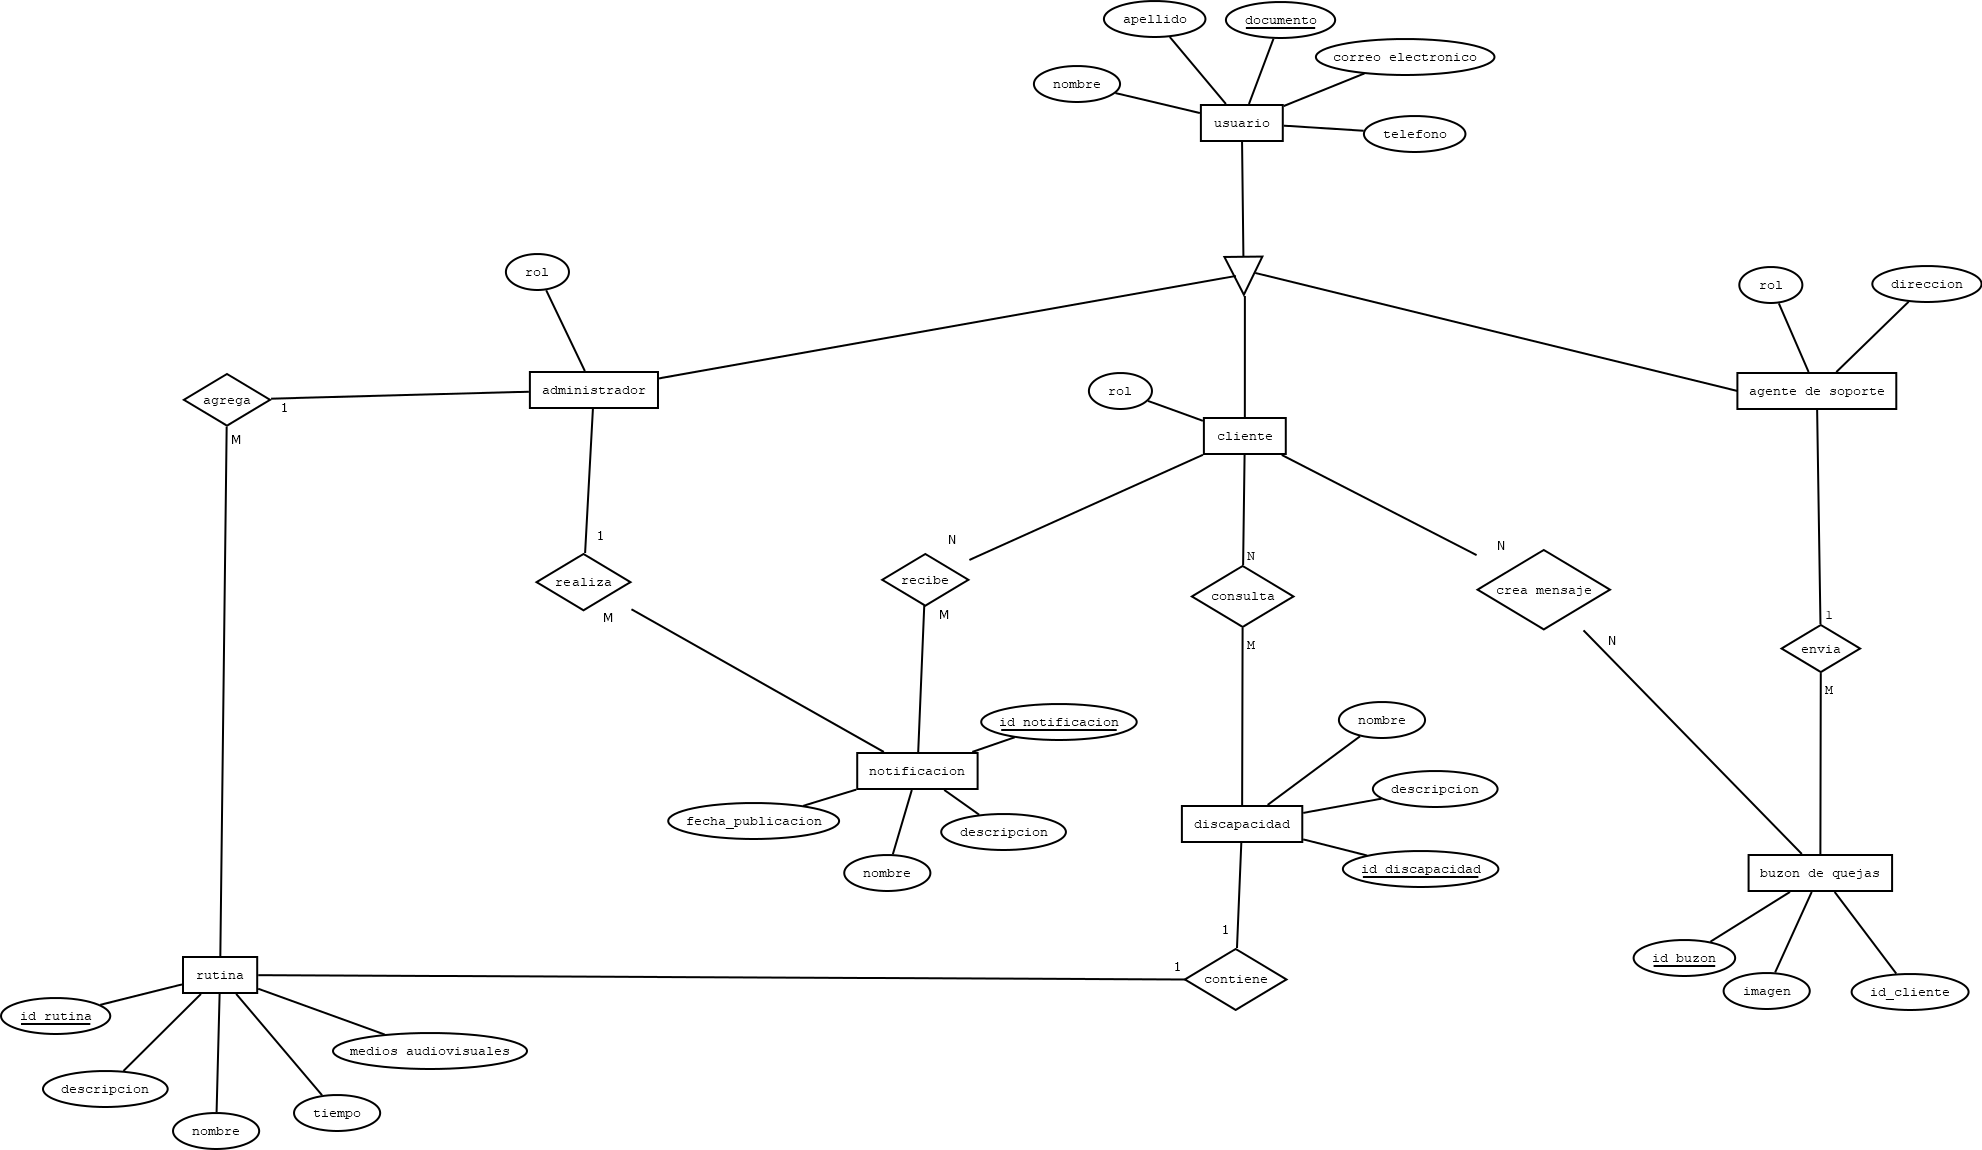 apellido
documento
correo electronico
nombre
usuario
telefono
rol
rol
direccion
administrador
agente de soporte
rol
agrega
1
cliente
M
1
N
N
N
realiza
recibe
consulta
crea mensaje
M
M
M
1
N
envia
M
id notificacion
nombre
notificacion
descripcion
fecha_publicacion
descripcion
discapacidad
nombre
id discapacidad
buzon de quejas
1
1
rutina
contiene
id buzon
imagen
id_cliente
id rutina
medios audiovisuales
descripcion
tiempo
nombre